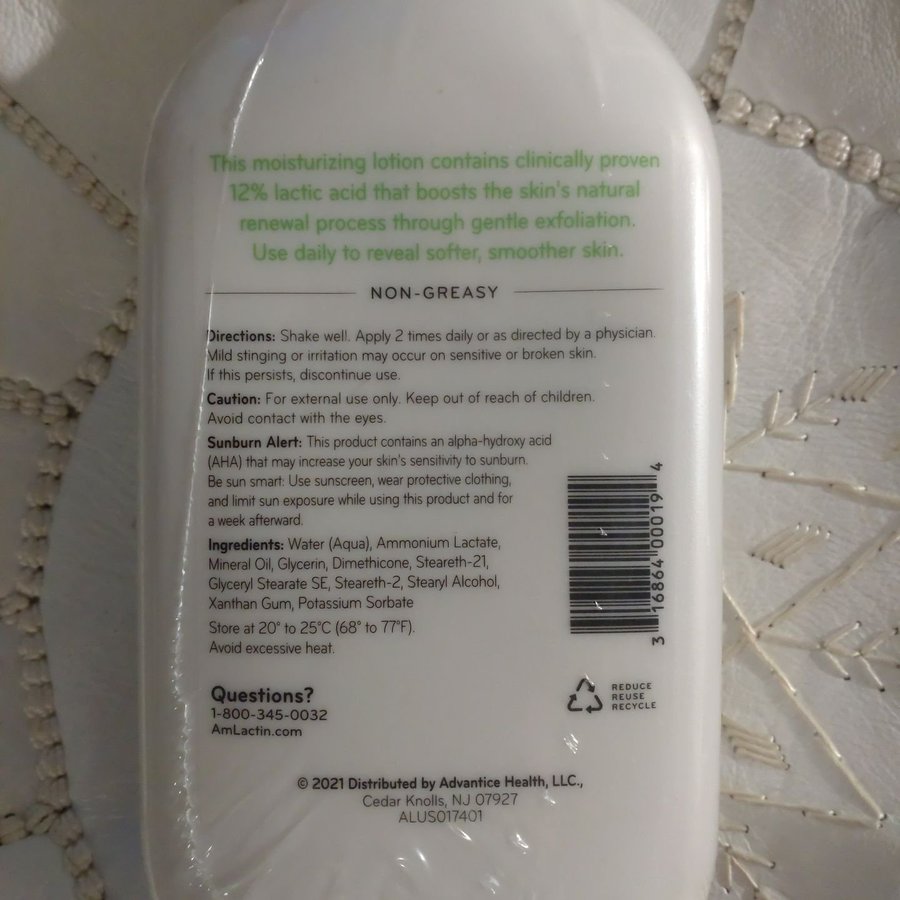 This moisturizing lotion contains clinically proven
12% lactic acid that boosts the skin's natural
renewal process through gentle exfoliation.
Use daily to reveal softer, smoother skin.
NON-GREASY
Directions: Shake well. Apply 2 times daily or as directed by a physician.
Mild stinging or irritation may occur on sensitive or broken skin.
If this persists, discontinue use.
Caution: For external use only. Keep out of reach of children.
Avoid contact with the eyes.
Sunburn Alert: This product contains an alpha-hydroxy acid
(AHA) that may increase your skin's sensitivity to sunburn.
Be sun smart: Use sunscreen, wear protective clothing,
and limit sun exposure while using this product and for
a week afterward.
Ingredients: Water (Aqua), Ammonium Lactate,
Mineral Oil, Glycerin, Dimethicone, Steareth-21,
Glyceryl Stearate SE, Steareth-2, Stearyl Alcohol,
Xanthan Gum, Potassium Sorbate
Store at 20° to 25°C (68° to 77°F).
Avoid excessive heat.
3 16864 00019 4
Questions?
1-800-345-0032
AmLactin.com
REDUCE
REUSE
RECYCLE
© 2021 Distributed by Advantice Health, LLC.,
Cedar Knolls, NJ 07927
ALUS017401